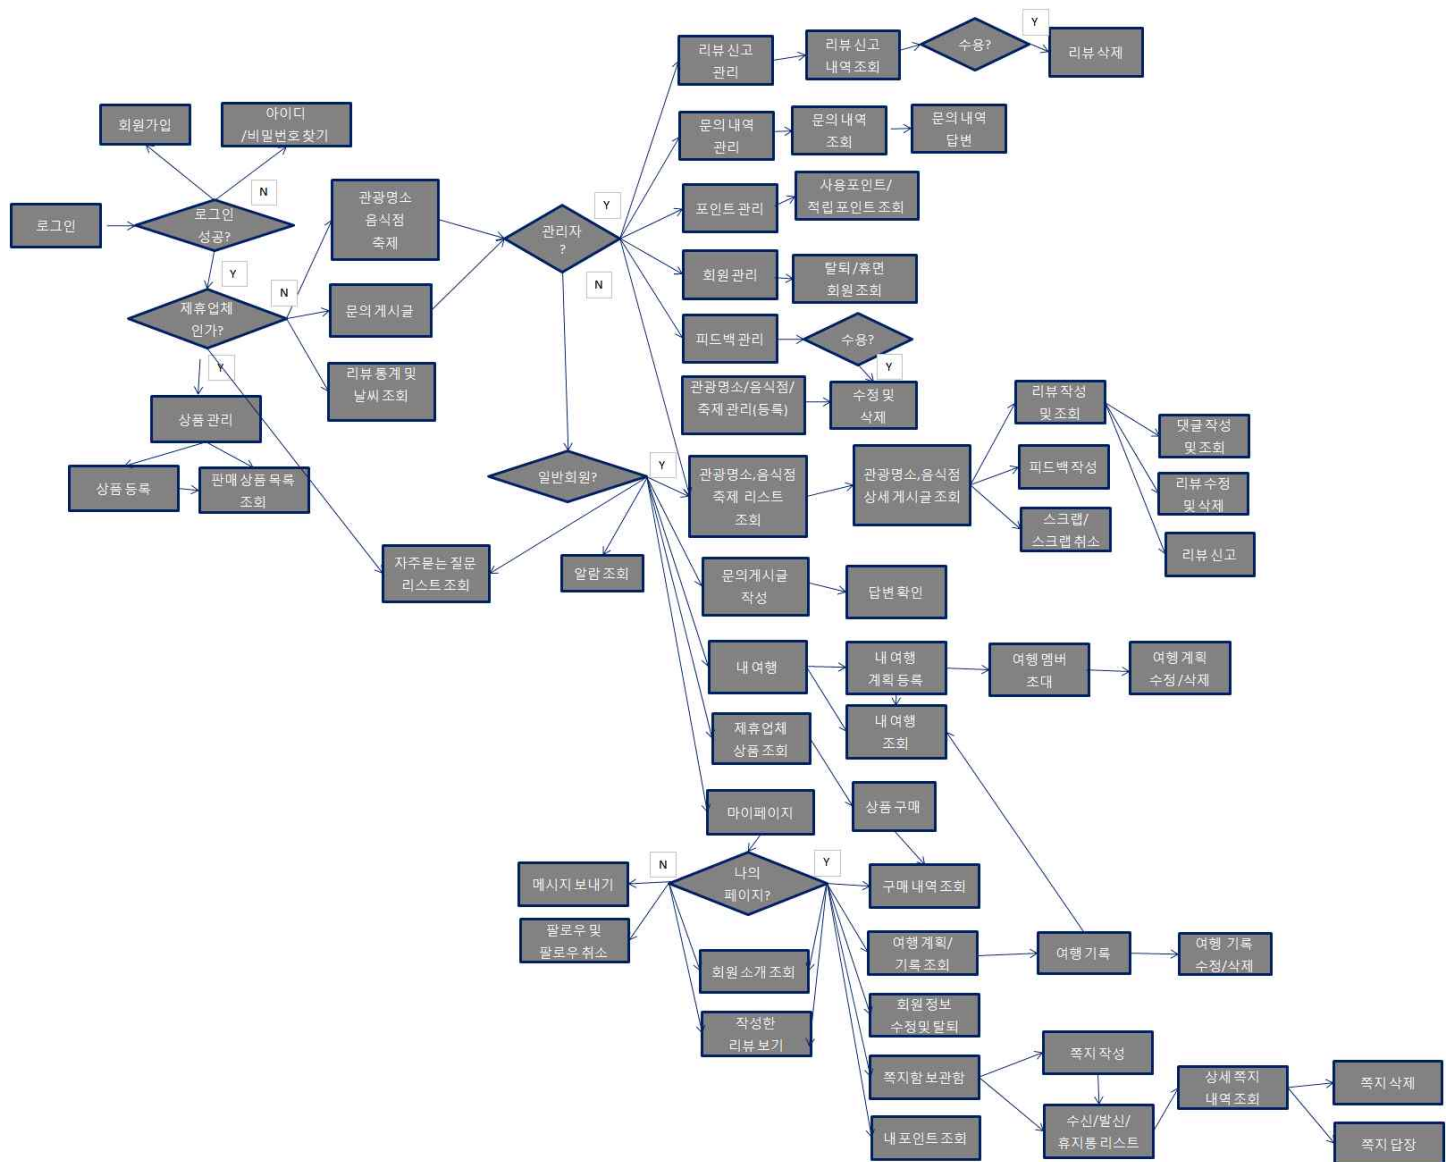 Y
리뷰 신고
관리
리뷰 신고
내역 조회
수용?
리뷰 삭제
회원가입
아이디
/비밀번호 찾기
문의 내역
관리
문의 내역
조회
문의 내역
답변
N
로그인
로그인
성공?
관광명소
음식점
축제
관리자
?
Y
포인트 관리
사용포인트/
적립포인트 조회
Y
N
N
회원 관리
탈퇴/휴면
회원 조회
제휴업체
인가?
문의 게시글
피드백 관리
수용?
Y
Y
리뷰 통계 및
날씨 조회
관광명소/음식점/
축제 관리(등록)
수정 및
삭제
리뷰 작성
및 조회
댓글 작성
및 조회
상품 관리
상품 등록
판매 상품 목록
조회
일반회원?
Y
관광명소,음식점
축제 리스트
조회
관광명소,음식점
상세 게시글 조회
피드백 작성
리뷰 수정
및 삭제
스크랩/
스크랩 취소
리뷰 신고
자주묻는 질문
리스트 조회
알람 조회
문의게시글
작성
답변 확인
내 여행
내 여행
계획 등록
여행 멤버
초대
여행 계획
수정/삭제
제휴업체
상품 조회
내 여행
조회
마이페이지
상품 구매
N
나의
페이지?
Y
메시지 보내기
구매 내역 조회
팔로우 및
팔로우 취소
회원 소개 조회
여행 계획/
기록 조회
여행 기록
여행 기록
수정/삭제
작성한
리뷰 보기
회원 정보
수정및 탈퇴
쪽지함 보관함
쪽지 작성
상세 쪽지
내역 조회
쪽지 삭제
내 포인트 조회
수신/발신/
휴지통 리스트
쪽지 답장